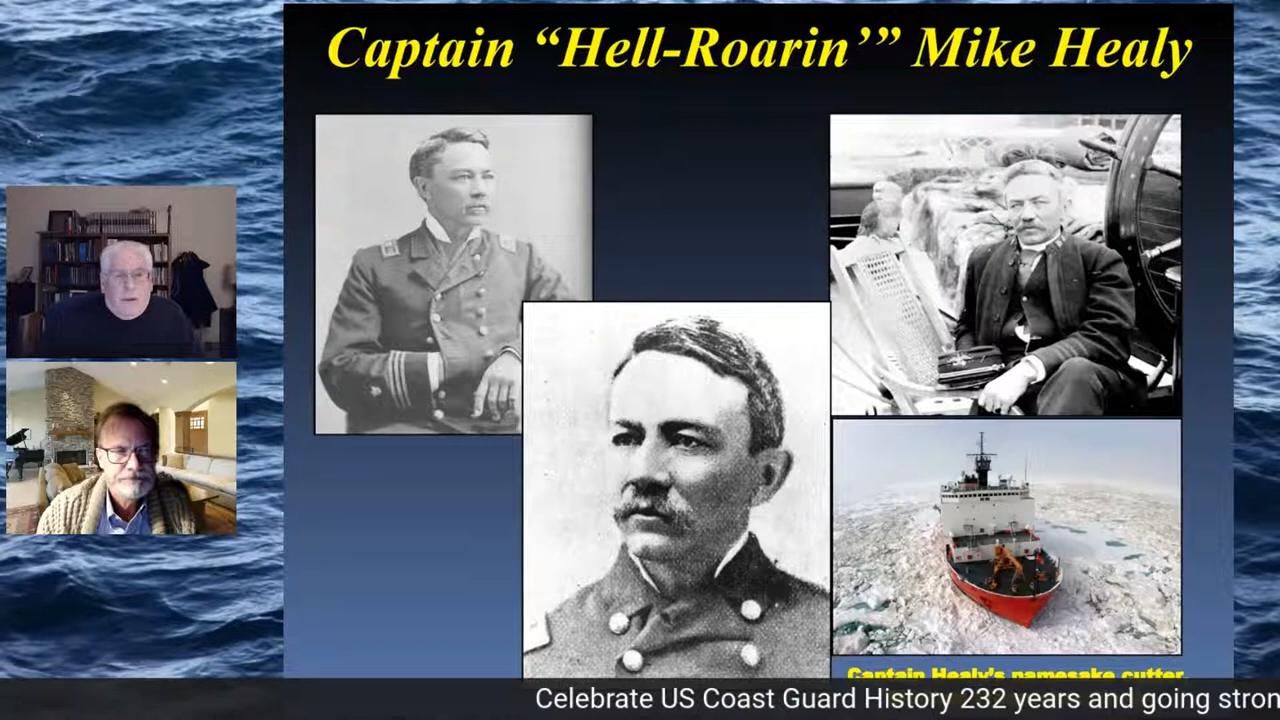 Captain “Hell-Roarin’” Mike Healy
Captain Healy's namesake cutter
Celebrate US Coast Guard History 232 years and going stron